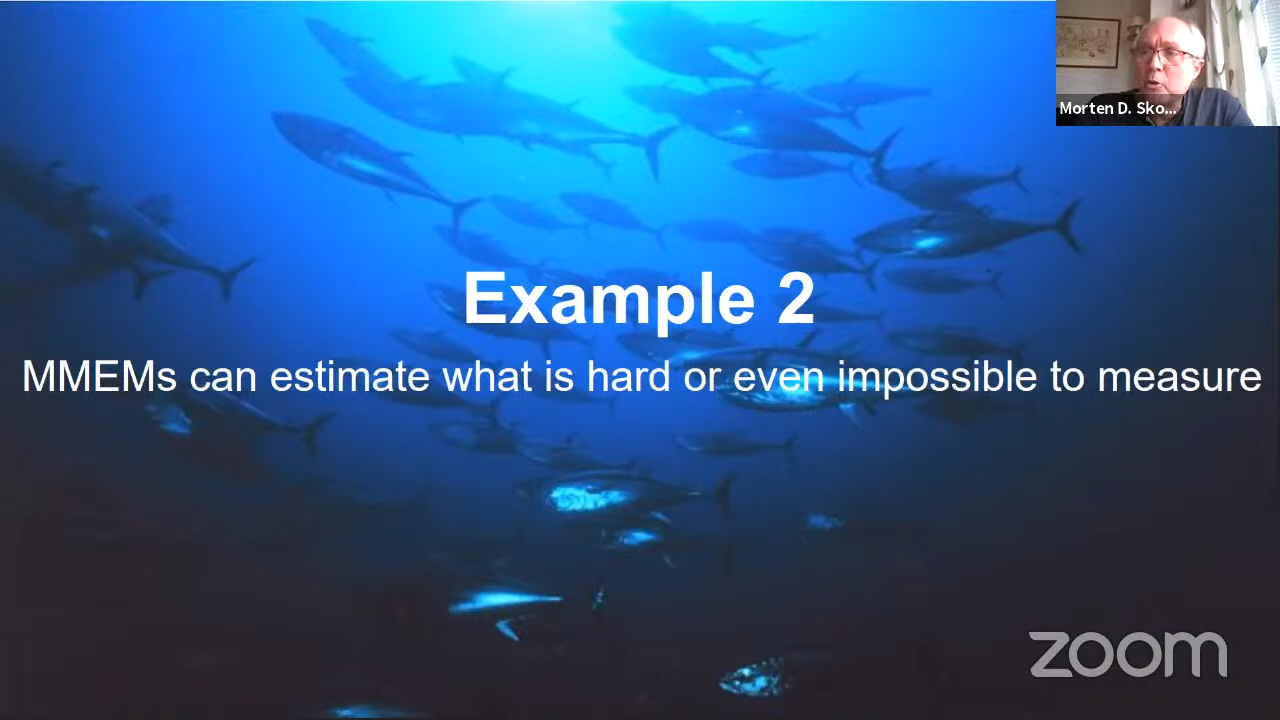 Morten D. Sko...
Example 2
MMEMs can estimate what is hard or even impossible to measure
zoom